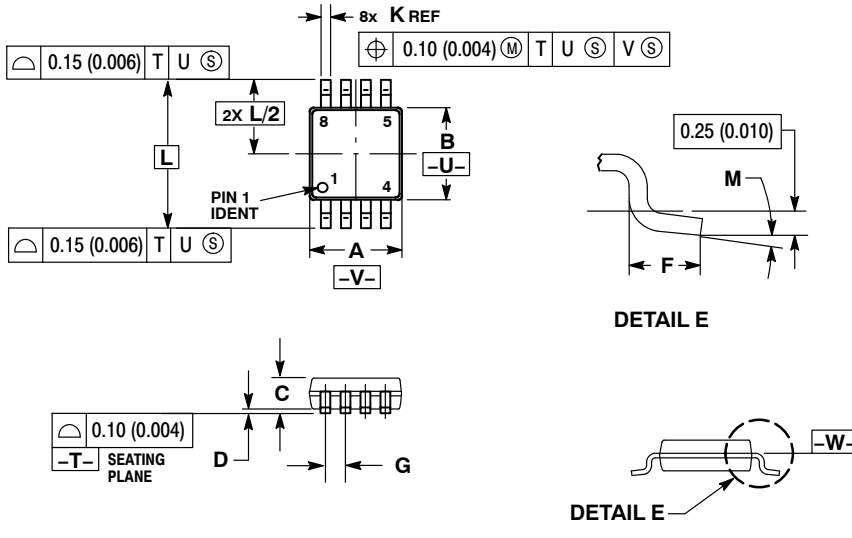 8x K REF
0.10 (0.004) Ⓜ T U Ⓢ V Ⓢ
0.15 (0.006) T U Ⓢ
2X L/2
8 5
B
–U–
L
PIN 1
IDENT
1
4
0.15 (0.006) T U Ⓢ
A
–V–
0.25 (0.010)
M
F
DETAIL E
C
0.10 (0.004)
–T– SEATING
PLANE
D
G
–W–
DETAIL E